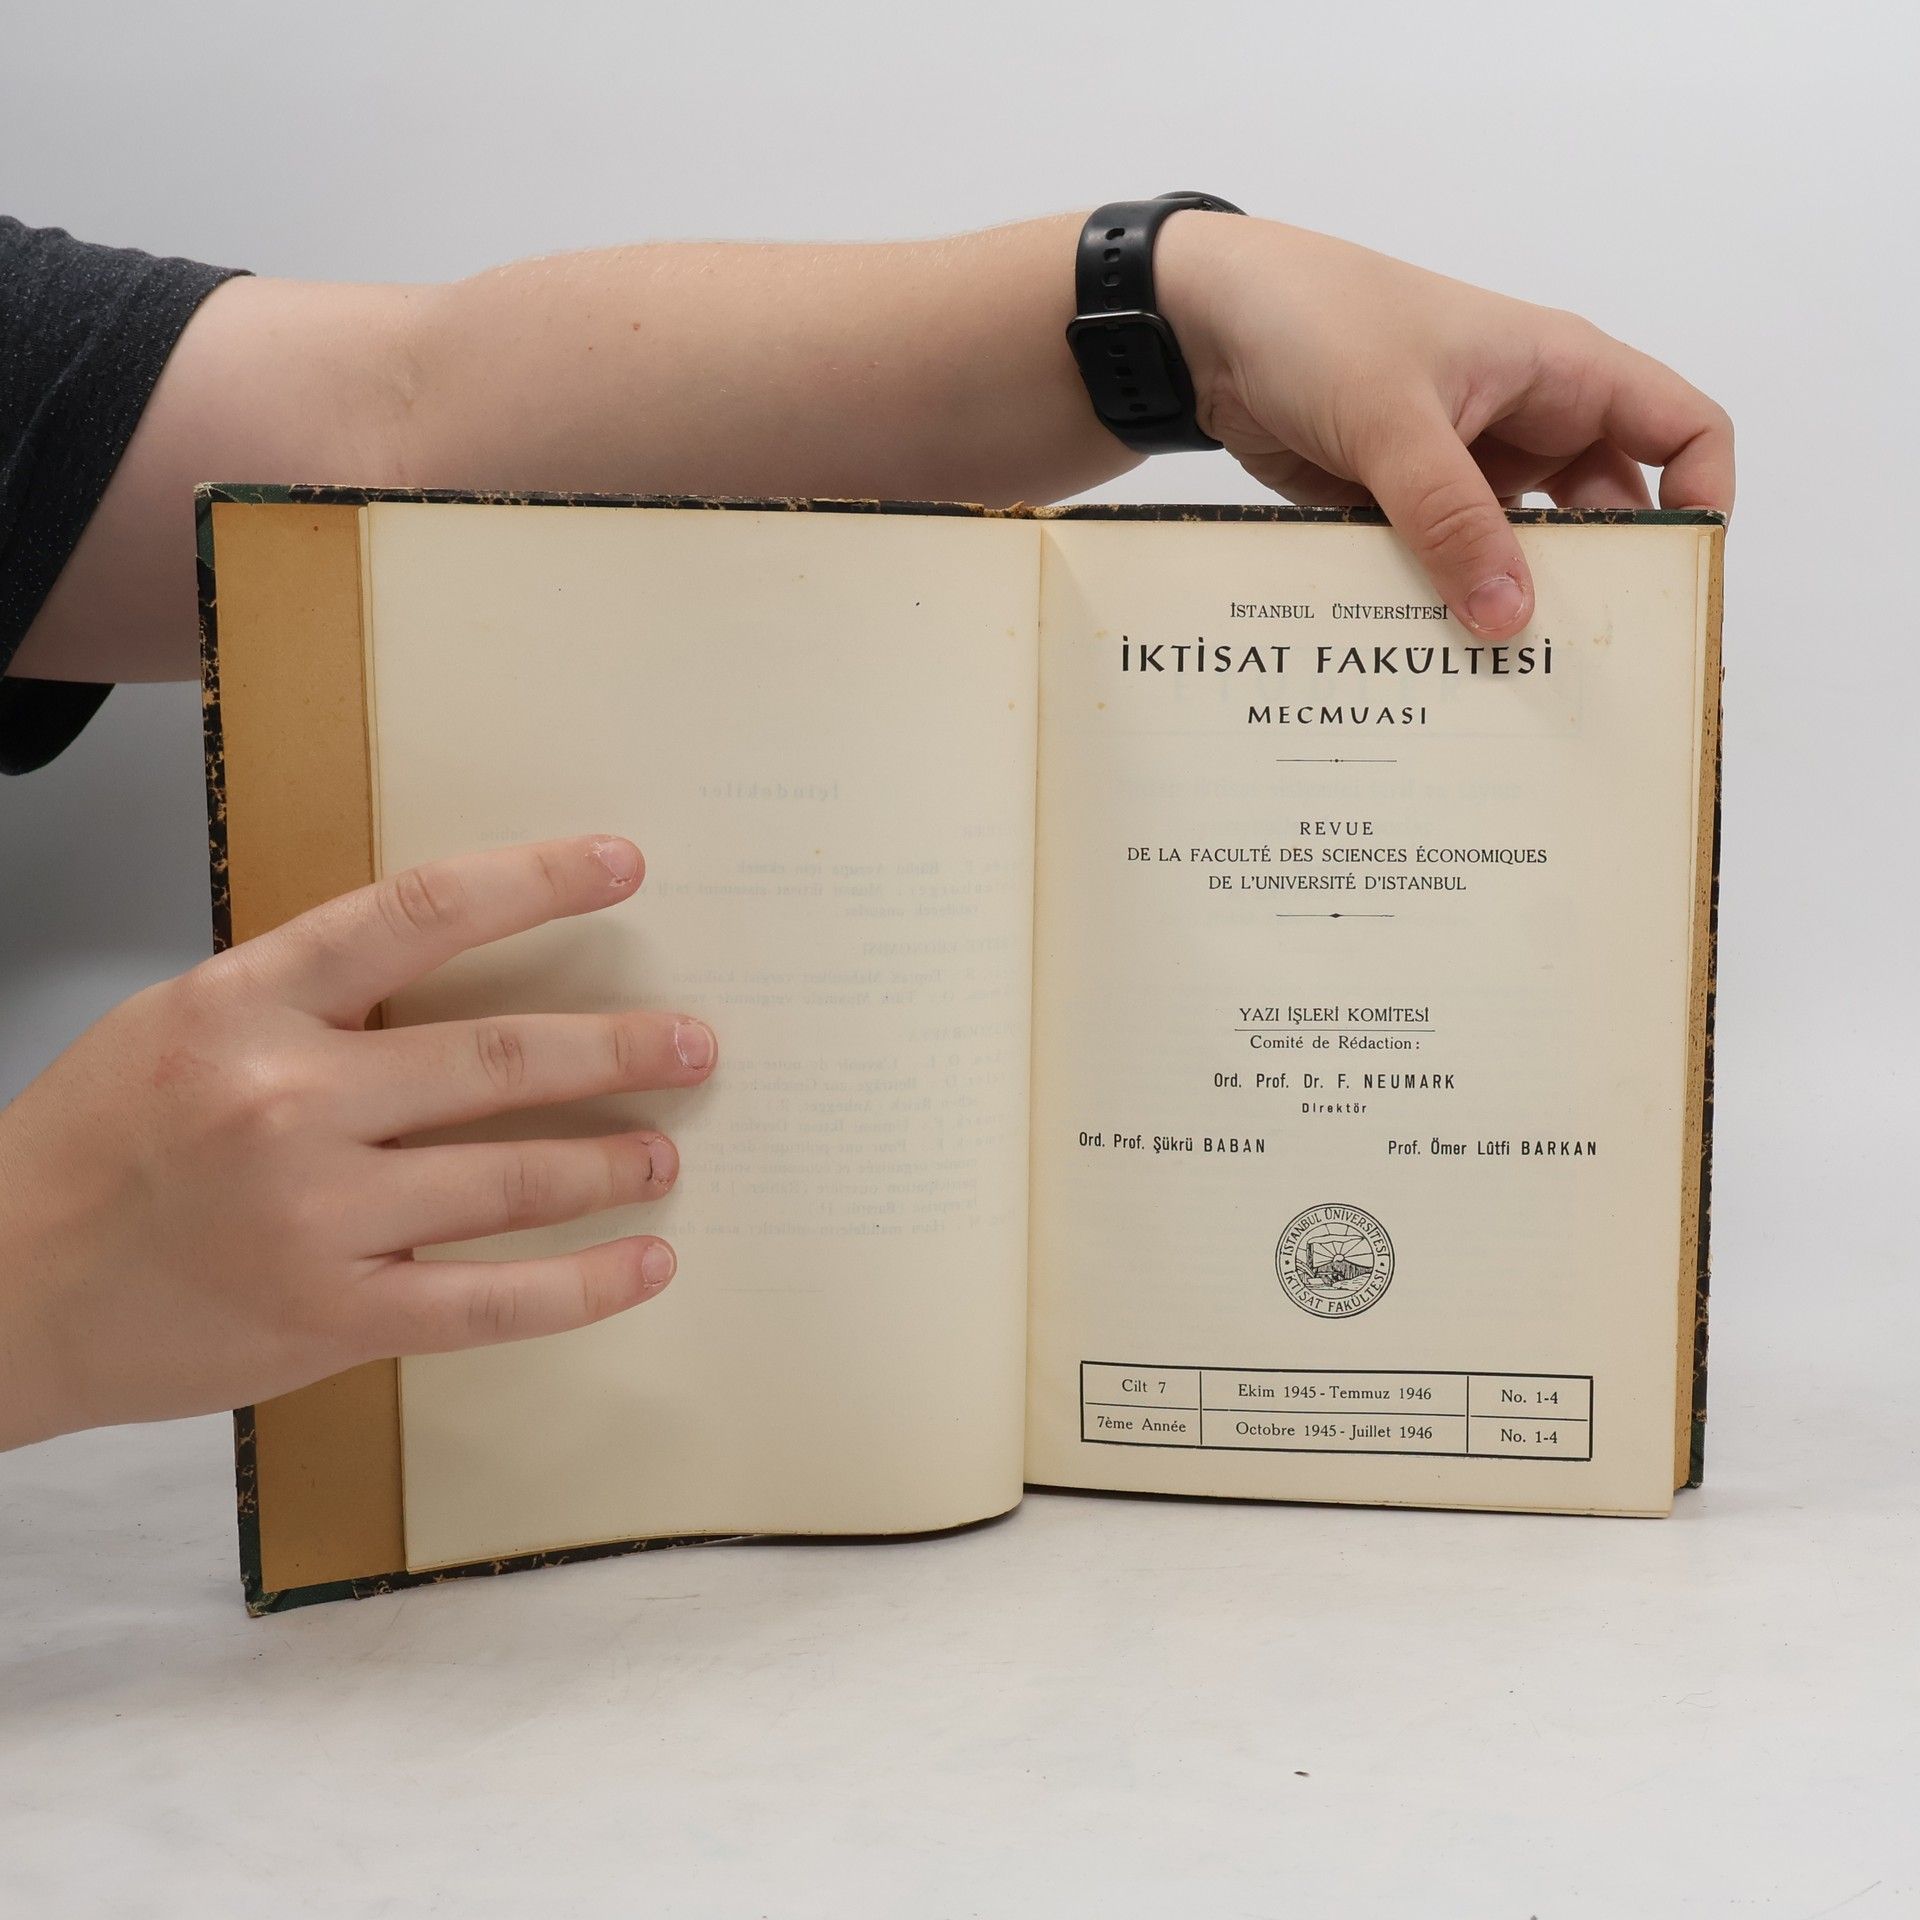 İSTANBUL ÜNİVERSİTESİ
İKTİSAT FAKÜLTESİ
MECMUASI
REVUE
DE LA FACULTÉ DES SCIENCES ÉCONOMIQUES
DE L'UNIVERSITÉ D'ISTANBUL
YAZI İŞLERİ KOMİTESİ
Comité de Rédaction:
Ord. Prof. Dr. F. NEUMARK
Direktör
Ord. Prof. Şükrü BABAN Prof. Ömer Lûtfi BARKAN
İSTANBUL ÜNİVERSİTESİ
İKTİSAT FAKÜLTESİ
Cilt 7 Ekim 1945 - Temmuz 1946 No. 1-4
7ème Année Octobre 1945 - Juillet 1946 No. 1-4